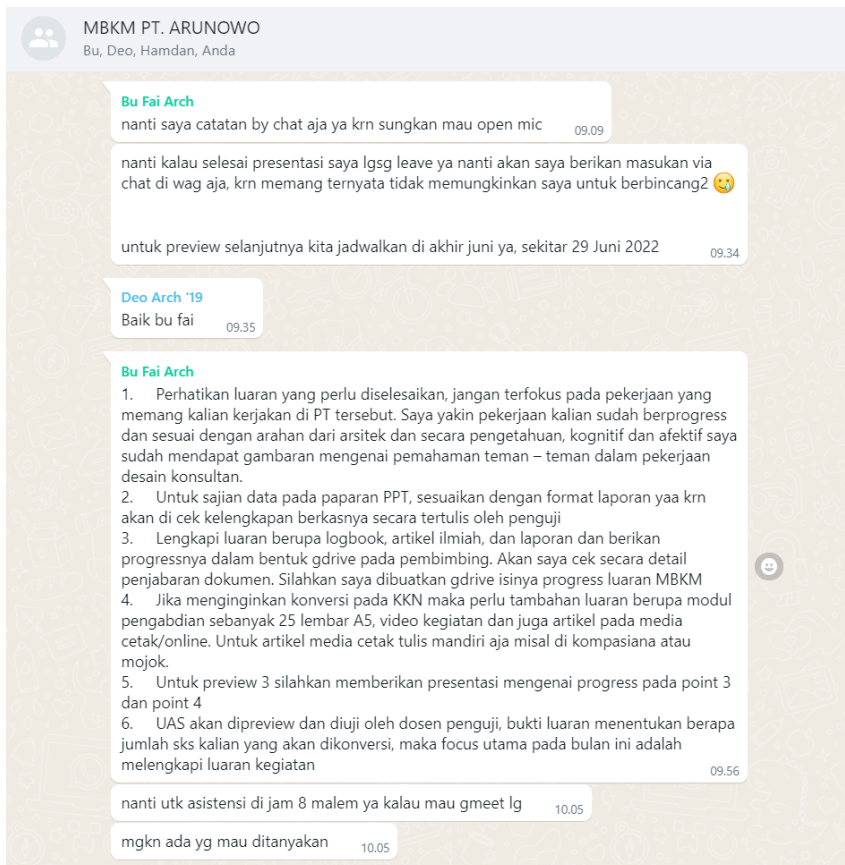 MBKM PT. ARUNOWO
Bu, Deo, Hamdan, Anda
Bu Fai Arch
nanti saya catatan by chat aja ya krn sungkan mau open mic 09.09
nanti kalau selesai presentasi saya lgsg leave ya nanti akan saya berikan masukan via
chat di wag aja, krn memang ternyata tidak memungkinkan saya untuk berbincang2 🥲
untuk preview selanjutnya kita jadwalkan di akhir juni ya, sekitar 29 Juni 2022 09.34
Deo Arch '19
Baik bu fai 09.35
Bu Fai Arch
1. Perhatikan luaran yang perlu diselesaikan, jangan terfokus pada pekerjaan yang
memang kalian kerjakan di PT tersebut. Saya yakin pekerjaan kalian sudah berprogress
dan sesuai dengan arahan dari arsitek dan secara pengetahuan, kognitif dan afektif saya
sudah mendapat gambaran mengenai pemahaman teman – teman dalam pekerjaan
desain konsultan.
2. Untuk sajian data pada paparan PPT, sesuaikan dengan format laporan yaa krn
akan di cek kelengkapan berkasnya secara tertulis oleh penguji
3. Lengkapi luaran berupa logbook, artikel ilmiah, dan laporan dan berikan
progressnya dalam bentuk gdrive pada pembimbing. Akan saya cek secara detail
penjabaran dokumen. Silahkan saya dibuatkan gdrive isinya progress luaran MBKM
4. Jika menginginkan konversi pada KKN maka perlu tambahan luaran berupa modul
pengabdian sebanyak 25 lembar A5, video kegiatan dan juga artikel pada media
cetak/online. Untuk artikel media cetak tulis mandiri aja misal di kompasiana atau
mojok.
5. Untuk preview 3 silahkan memberikan presentasi mengenai progress pada point 3
dan point 4
6. UAS akan dipreview dan diuji oleh dosen penguji, bukti luaran menentukan berapa
jumlah sks kalian yang akan dikonversi, maka focus utama pada bulan ini adalah
melengkapi luaran kegiatan 09.56
nanti utk asistensi di jam 8 malem ya kalau mau gmeet lg 10.05
mgkn ada yg mau ditanyakan 10.05